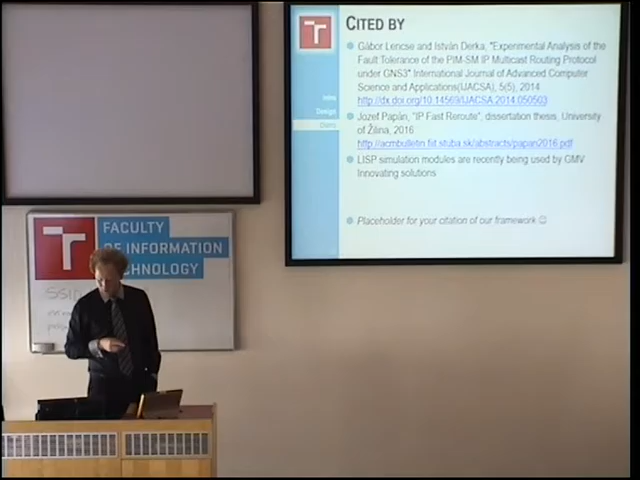 CITED BY
Gábor Lencse and István Derka, "Experimental Analysis of the
Fault Tolerance of the PIM-SM IP Multicast Routing Protocol
under GNS3" International Journal of Advanced Computer
Science and Applications(IJACSA), 5(5), 2014
http://dx.doi.org/10.14569/IJACSA.2014.050503
Jozef Papán, "IP Fast Reroute", dissertation thesis, University
of Žilina, 2016
http://acmbulletin.fiit.stuba.sk/abstracts/papan2016.pdf
LISP simulation modules are recently being used by GMV
Innovating solutions
Placeholder for your citation of our framework ☺
Intro
Design
Demo
FACULTY
OF INFORMATION
TECHNOLOGY